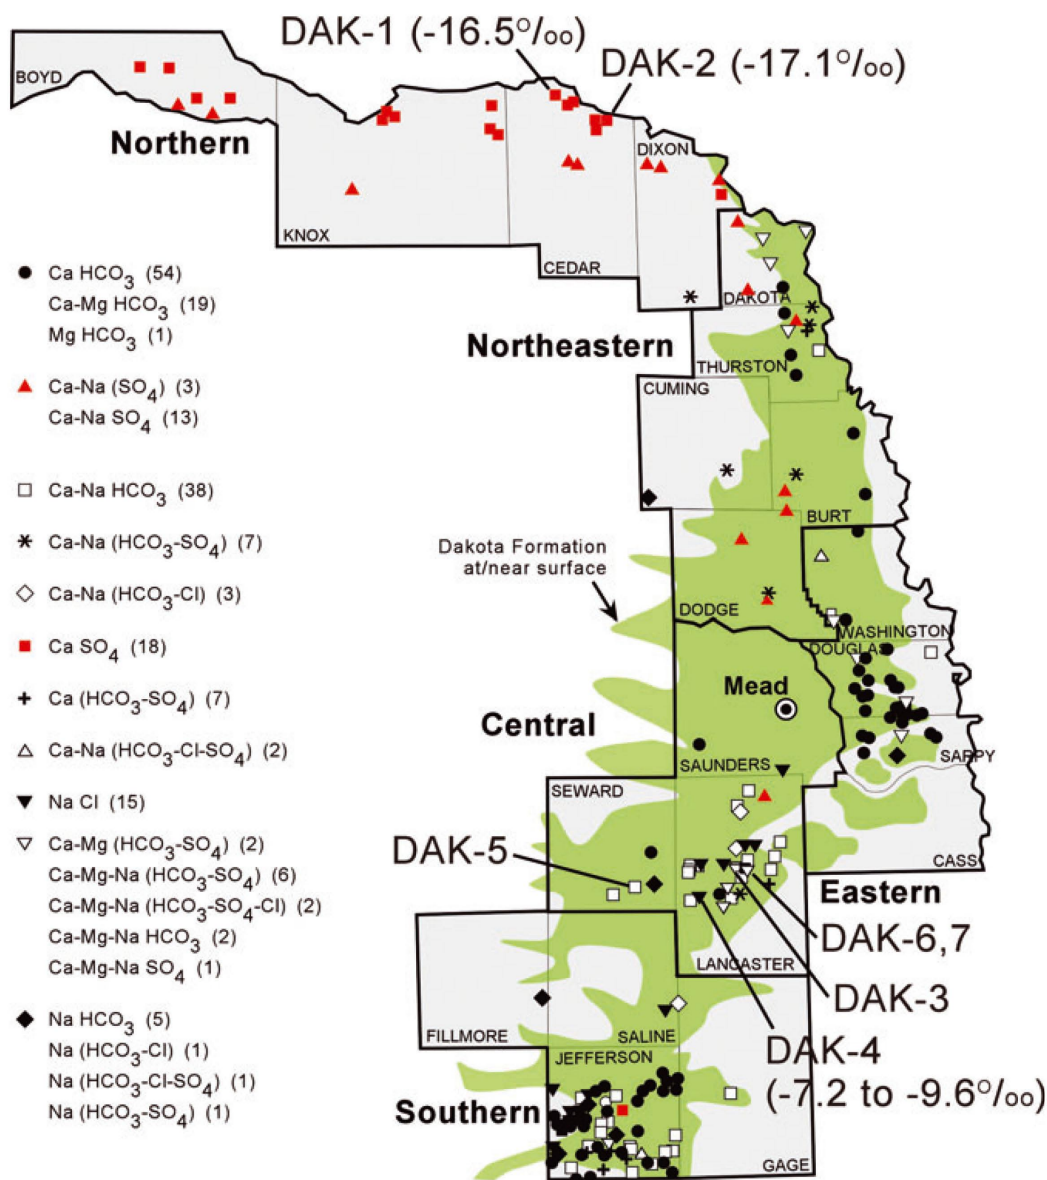 DAK-1 (-16.5°/oo)
DAK-2 (-17.1°/oo)
BOYD
Northern
DIXON
KNOX
CEDAR
DAKOTA
Northeastern
THURSTON
CUMING
BURT
Dakota Formation
at/near surface
DODGE
WASHINGTON
DOUGLAS
Mead
Central
SAUNDERS
SARPY
SEWARD
DAK-5
CASS
Eastern
DAK-6,7
LANCASTER
DAK-3
FILLMORE
SALINE
DAK-4
(-7.2 to -9.6°/oo)
JEFFERSON
Southern
GAGE
Ca HCO3 (54)
Ca-Mg HCO3 (19)
Mg HCO3 (1)
Ca-Na (SO4) (3)
Ca-Na SO4 (13)
Ca-Na HCO3 (38)
Ca-Na (HCO3-SO4) (7)
Ca-Na (HCO3-Cl) (3)
Ca SO4 (18)
Ca (HCO3-SO4) (7)
Ca-Na (HCO3-Cl-SO4) (2)
Na Cl (15)
Ca-Mg (HCO3-SO4) (2)
Ca-Mg-Na (HCO3-SO4) (6)
Ca-Mg-Na (HCO3-SO4-Cl) (2)
Ca-Mg-Na HCO3 (2)
Ca-Mg-Na SO4 (1)
Na HCO3 (5)
Na (HCO3-Cl) (1)
Na (HCO3-Cl-SO4) (1)
Na (HCO3-SO4) (1)